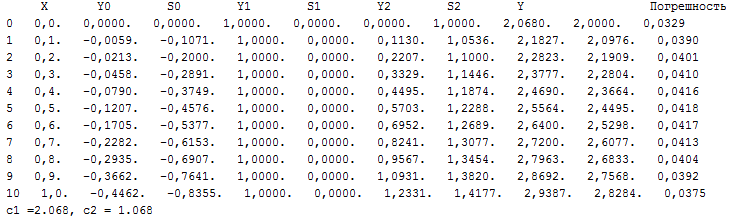 X Y0 S0 Y1 S1 Y2 S2 Y Погрешность
0 0,0. 0,0000. 0,0000. 1,0000. 0,0000. 0,0000. 1,0000. 2,0680. 2,0000. 0,0329
1 0,1. -0,0059. -0,1071. 1,0000. 0,0000. 0,1130. 1,0536. 2,1827. 2,0976. 0,0390
2 0,2. -0,0213. -0,2000. 1,0000. 0,0000. 0,2207. 1,1000. 2,2823. 2,1909. 0,0401
3 0,3. -0,0458. -0,2891. 1,0000. 0,0000. 0,3329. 1,1446. 2,3777. 2,2804. 0,0410
4 0,4. -0,0790. -0,3749. 1,0000. 0,0000. 0,4495. 1,1874. 2,4690. 2,3664. 0,0416
5 0,5. -0,1207. -0,4576. 1,0000. 0,0000. 0,5703. 1,2288. 2,5564. 2,4495. 0,0418
6 0,6. -0,1705. -0,5377. 1,0000. 0,0000. 0,6952. 1,2689. 2,6400. 2,5298. 0,0417
7 0,7. -0,2282. -0,6153. 1,0000. 0,0000. 0,8241. 1,3077. 2,7200. 2,6077. 0,0413
8 0,8. -0,2935. -0,6907. 1,0000. 0,0000. 0,9567. 1,3454. 2,7963. 2,6833. 0,0404
9 0,9. -0,3662. -0,7641. 1,0000. 0,0000. 1,0931. 1,3820. 2,8692. 2,7568. 0,0392
10 1,0. -0,4462. -0,8355. 1,0000. 0,0000. 1,2331. 1,4177. 2,9387. 2,8284. 0,0375
c1 =2.068, c2 = 1.068